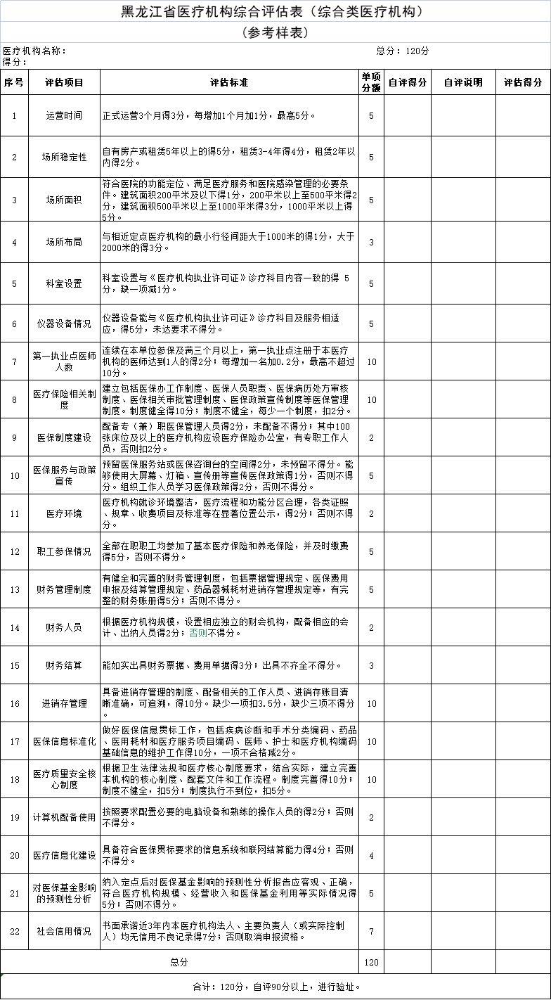 黑龙江省医疗机构综合评估表（综合类医疗机构）
(参考样表)
医疗机构名称: 总分: 120分
得分:
序号 评估项目 评估标准 单项分额 自评得分 自评说明 评估得分
1 运营时间 正式运营3个月得3分，每增加1个月加1分，最高5分。 5
2 场所稳定性 自有房产或租赁5年以上的得5分，租赁3-4年得4分，租赁2年以
内得2分。 5
3 场所面积 符合医院的功能定位、满足医疗服务和医院感染管理的必要条
件。建筑面积200平米及以下得1分，200平米以上至500平米得2
分，建筑面积500平米以上至1000平米得3分，1000平米以上得
5分。 5
4 场所布局 与相近定点医疗机构的最小行径间距大于1000米的得1分，大于
2000米的得3分。 3
5 科室设置 科室设置与《医疗机构执业许可证》诊疗科目内容一致的得 5
分，缺一项减1分。 5
6 仪器设备情况 仪器设备能与《医疗机构执业许可证》诊疗科目及服务相适
应，得5分，未达要求不得分。 5
7 第一执业点医师人数 连续在本单位参保及满三个月以上，第一执业点注册于本医疗
机构的医师达到1人的得2分；每增加一名加0.2分，最高不超过
10分。 10
8 医疗保险相关制度 建立包括医保办工作制度、医保人员职责、医保病历处方审核
制度、医保相关审批管理制度、医保政策宣传制度等医保管理
制度。制度健全得10分；制度不健全，每少一个制度，扣2分。 10
9 医保制度建设 配备专（兼）职医保管理人员得2分，未配备不得分；其中100
张床位及以上的医疗机构应设医疗保险办公室，有专职工作人
员，否则扣2分。 2
10 医保服务与政策宣传 预留医保服务站或医保咨询台的空间得2分，未预留不得分。能
够使用大屏幕、灯箱、宣传册等宣传医保政策得1分，否则不得
分。组织工作人员学习医保政策得2分，否则不得分。 5
11 医疗环境 医疗机构就诊环境整洁，医疗流程和功能分区合理，各类证照
、规章、收费项目及标准等在显著位置公示，得2分；否则不得
分。 2
12 职工参保情况 全部在职职工均参加了基本医疗保险和养老保险，并及时缴费
得5分，否则不得分。 5
13 财务管理制度 有健全和完善的财务管理制度，包括票据管理规定、医保费用
申报及结算管理规定、药品器械耗材进销存管理规定等，有完
整的财务账册得5分；否则不得分。 5
14 财务人员 根据医疗机构规模，设置相应独立的财会机构，配备相应的会
计、出纳人员得2分；否则不得分。 2
15 财务结算 能如实出具财务票据、费用单据得3分；出具不齐全不得分。 3
16 进销存管理 具备进销存管理的制度、配备相关的工作人员、进销存账目清
晰准确，可追溯，得10分。缺少一项扣3.5分，缺少三项不得分
。 10
17 医保信息标准化 做好医保信息贯标工作，包括疾病诊断和手术分类编码、药品
、医用耗材和医疗服务项目编码、医师、护士和医疗机构编码
基础信息的维护工作得10分，一项不合格减2分。 10
18 医疗质量安全核心制度 根据卫生法律法规和医疗核心制度要求，结合实际，建立完善
本机构的核心制度、配套文件和工作流程。制度完善得10分；
制度不健全，扣5分；制度执行不到位，扣5分。 10
19 计算机配备使用 按照要求配置必要的电脑设备和熟练的操作人员的得2分；否则
不得分。 2
20 医疗信息化建设 具备符合医保贯标要求的信息系统和联网结算能力得4分；否则
不得分。 4
21 对医保基金影响的预测性分析 纳入定点后对医保基金影响的预测性分析报告应客观、正确，
符合医疗机构规模、经营收入和医保基金利用等实际情况得
5分；否则不得分。 5
22 社会信用情况 书面承诺近3年内本医疗机构法人、主要负责人（或实际控制
人）均无信用不良记录得7分；否则取消申报资格。 7
总分 120
合计: 120分，自评90分以上，进行验址。